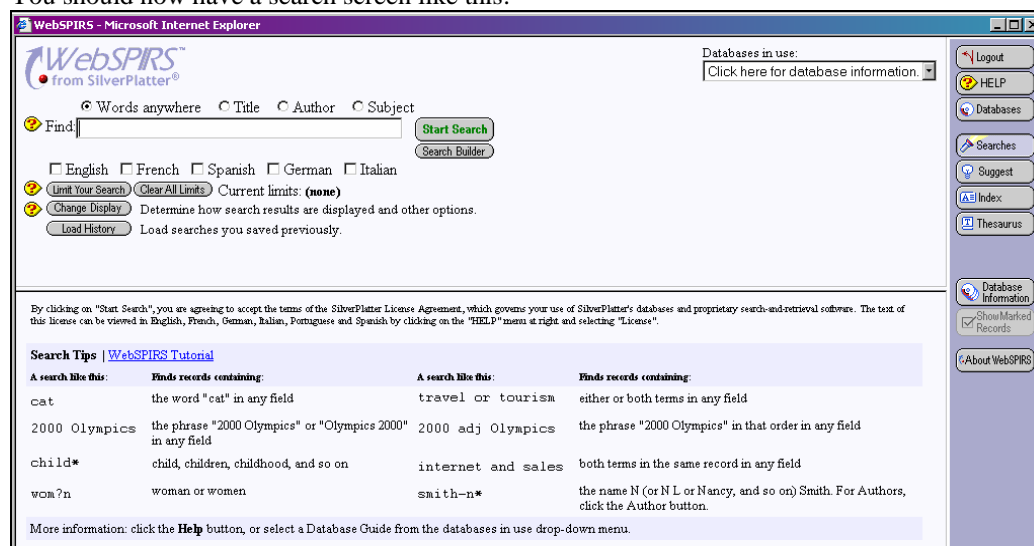 You should now have a search screen like this:
WebSPIRS - Microsoft Internet Explorer
WebSPIRS™
from SilverPlatter®
Databases in use:
Click here for database information.
Words anywhere Title Author Subject
Find:
Start Search
Search Builder
English French Spanish German Italian
Limit Your Search Clear All Limits Current limits: (none)
Change Display Determine how search results are displayed and other options.
Load History Load searches you saved previously.
Logout
HELP
Databases
Searches
Suggest
Index
Thesaurus
Database
Information
Show Marked
Records
About WebSPIRS
By clicking on "Start Search", you are agreeing to accept the terms of the SilverPlatter License Agreement, which governs your use of SilverPlatter's databases and proprietary search-and-retrieval software. The text of
this license can be viewed in English, French, German, Italian, Portuguese and Spanish by clicking on the "HELP" menu at right and selecting "License".
Search Tips | WebSPIRS Tutorial
A search like this: Finds records containing: A search like this: Finds records containing:
cat the word "cat" in any field travel or tourism either or both terms in any field
2000 Olympics the phrase "2000 Olympics" or "Olympics 2000" 2000 adj Olympics the phrase "2000 Olympics" in that order in any field
in any field
child* child, children, childhood, and so on internet and sales both terms in the same record in any field
wom?n woman or women smith-n* the name N (or N L or Nancy, and so on) Smith. For Authors,
click the Author button.
More information: click the Help button, or select a Database Guide from the databases in use drop-down menu.